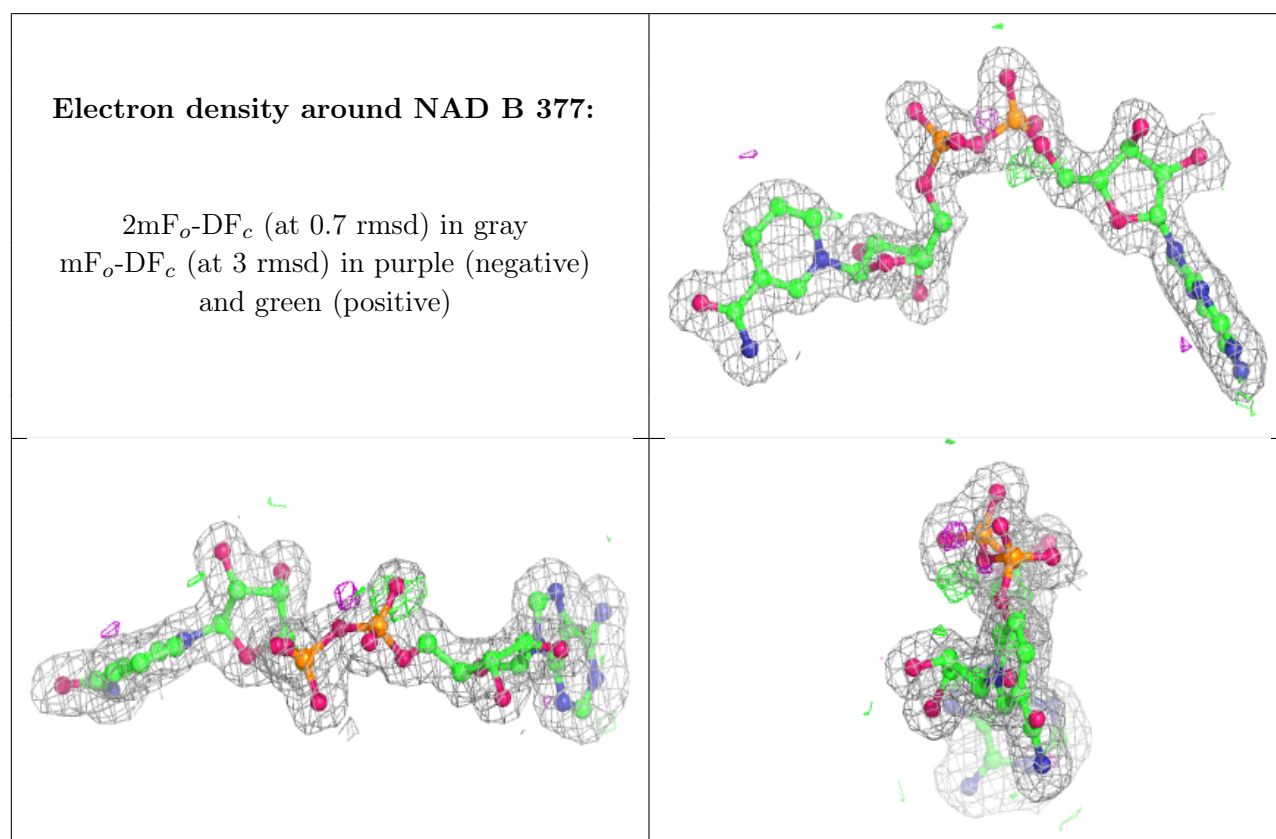 Electron density around NAD B 377:
2mFo-DFc (at 0.7 rmsd) in gray
mFo-DFc (at 3 rmsd) in purple (negative)
and green (positive)